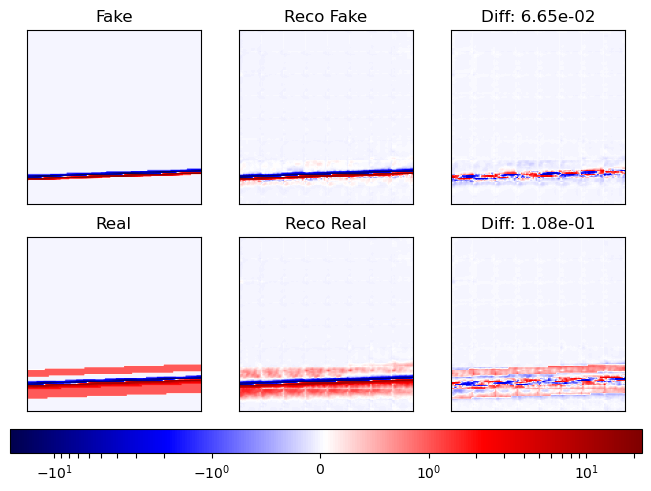 Fake Reco Fake Diff: 6.65e-02
Real Reco Real Diff: 1.08e-01
−10¹ −10⁰ 0 10⁰ 10¹